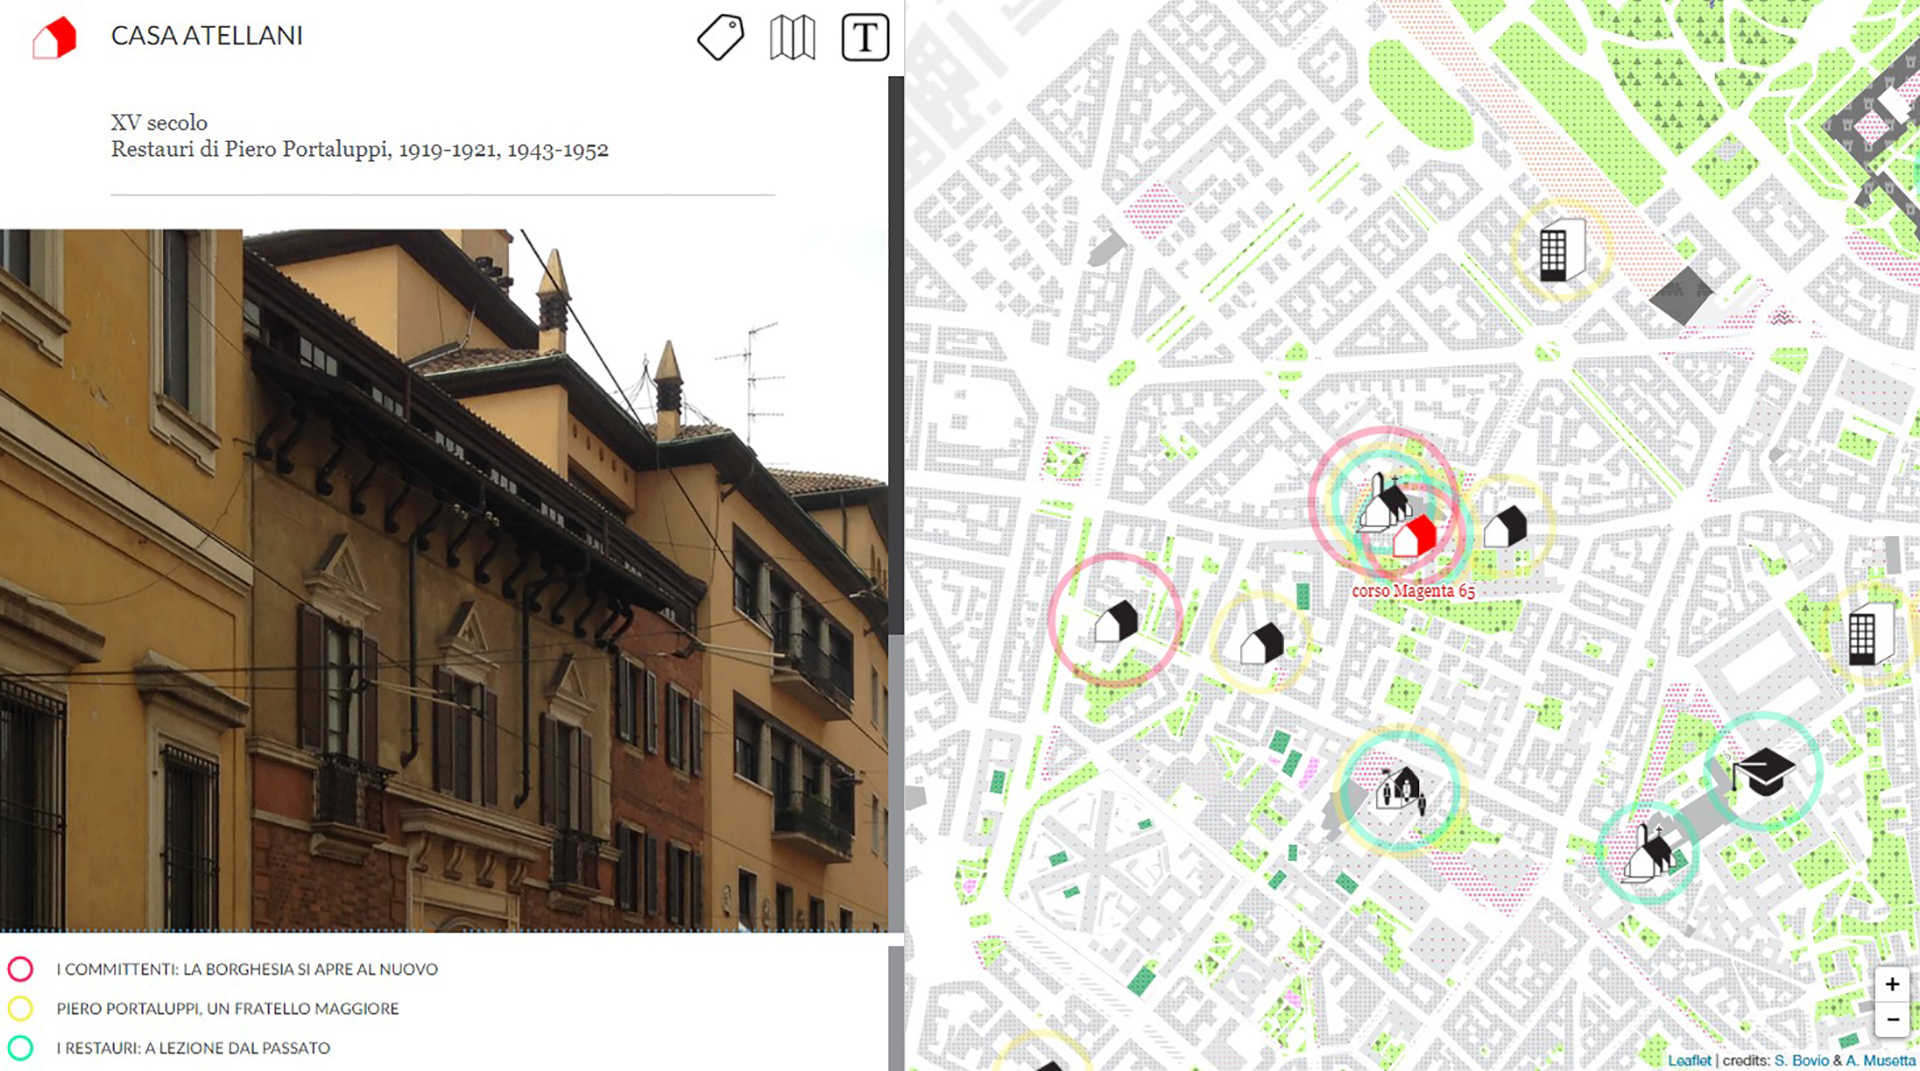 CASA ATELLANI
T
XV secolo
Restauri di Piero Portaluppi, 1919-1921, 1943-1952
I COMMITTENTI: LA BORGHESIA SI APRE AL NUOVO
PIERO PORTALUPPI, UN FRATELLO MAGGIORE
I RESTAURI: A LEZIONE DAL PASSATO
corso Magenta 65
+
−
Leaflet | credits: S. Bovio & A. Musetta